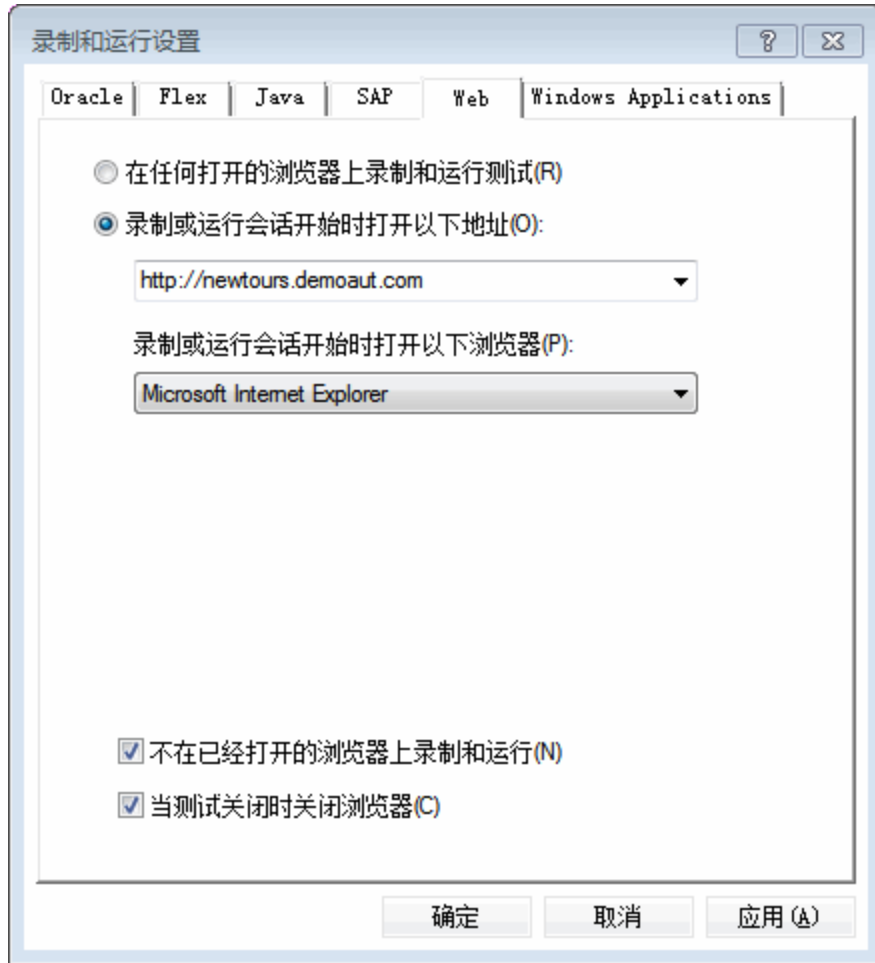 录制和运行设置
Oracle Flex Java SAP Web Windows Applications
在任何打开的浏览器上录制和运行测试(R)
录制或运行会话开始时打开以下地址(O):
http://newtours.demoaut.com
录制或运行会话开始时打开以下浏览器(P):
Microsoft Internet Explorer
不在已经打开的浏览器上录制和运行(N)
当测试关闭时关闭浏览器(C)
确定 取消 应用(A)